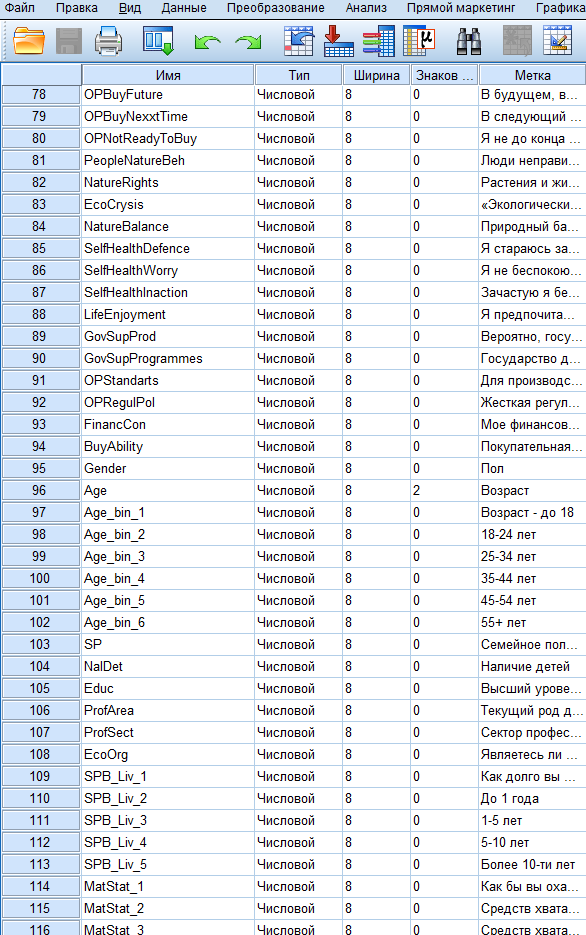 Файл Правка Вид Данные Преобразование Анализ Прямой маркетинг Графика
Имя Тип Ширина Знаков ... Метка
78 OPBuyFuture Числовой 8 0 В будущем, в...
79 OPBuyNexxtTime Числовой 8 0 В следующий ...
80 OPNotReadyToBuy Числовой 8 0 Я не до конца ...
81 PeopleNatureBeh Числовой 8 0 Люди неправи...
82 NatureRights Числовой 8 0 Растения и жи...
83 EcoCrysis Числовой 8 0 «Экологически...
84 NatureBalance Числовой 8 0 Природный ба...
85 SelfHealthDefence Числовой 8 0 Я стараюсь за...
86 SelfHealthWorry Числовой 8 0 Я не беспокою...
87 SelfHealthInaction Числовой 8 0 Зачастую я бе...
88 LifeEnjoyment Числовой 8 0 Я предпочита...
89 GovSupProd Числовой 8 0 Вероятно, госу...
90 GovSupProgrammes Числовой 8 0 Государство д...
91 OPStandarts Числовой 8 0 Для производс...
92 OPRegulPol Числовой 8 0 Жесткая регул...
93 FinancCon Числовой 8 0 Мое финансов...
94 BuyAbility Числовой 8 0 Покупательная...
95 Gender Числовой 8 0 Пол
96 Age Числовой 8 2 Возраст
97 Age_bin_1 Числовой 8 0 Возраст - до 18
98 Age_bin_2 Числовой 8 0 18-24 лет
99 Age_bin_3 Числовой 8 0 25-34 лет
100 Age_bin_4 Числовой 8 0 35-44 лет
101 Age_bin_5 Числовой 8 0 45-54 лет
102 Age_bin_6 Числовой 8 0 55+ лет
103 SP Числовой 8 0 Семейное пол...
104 NalDet Числовой 8 0 Наличие детей
105 Educ Числовой 8 0 Высший урове...
106 ProfArea Числовой 8 0 Текущий род д...
107 ProfSect Числовой 8 0 Сектор професс...
108 EcoOrg Числовой 8 0 Являетесь ли ...
109 SPB_Liv_1 Числовой 8 0 Как долго вы ...
110 SPB_Liv_2 Числовой 8 0 До 1 года
111 SPB_Liv_3 Числовой 8 0 1-5 лет
112 SPB_Liv_4 Числовой 8 0 5-10 лет
113 SPB_Liv_5 Числовой 8 0 Более 10-ти лет
114 MatStat_1 Числовой 8 0 Как бы вы оха...
115 MatStat_2 Числовой 8 0 Средств хвата...
116 MatStat_3 Числовой 8 0 Средств хвата...